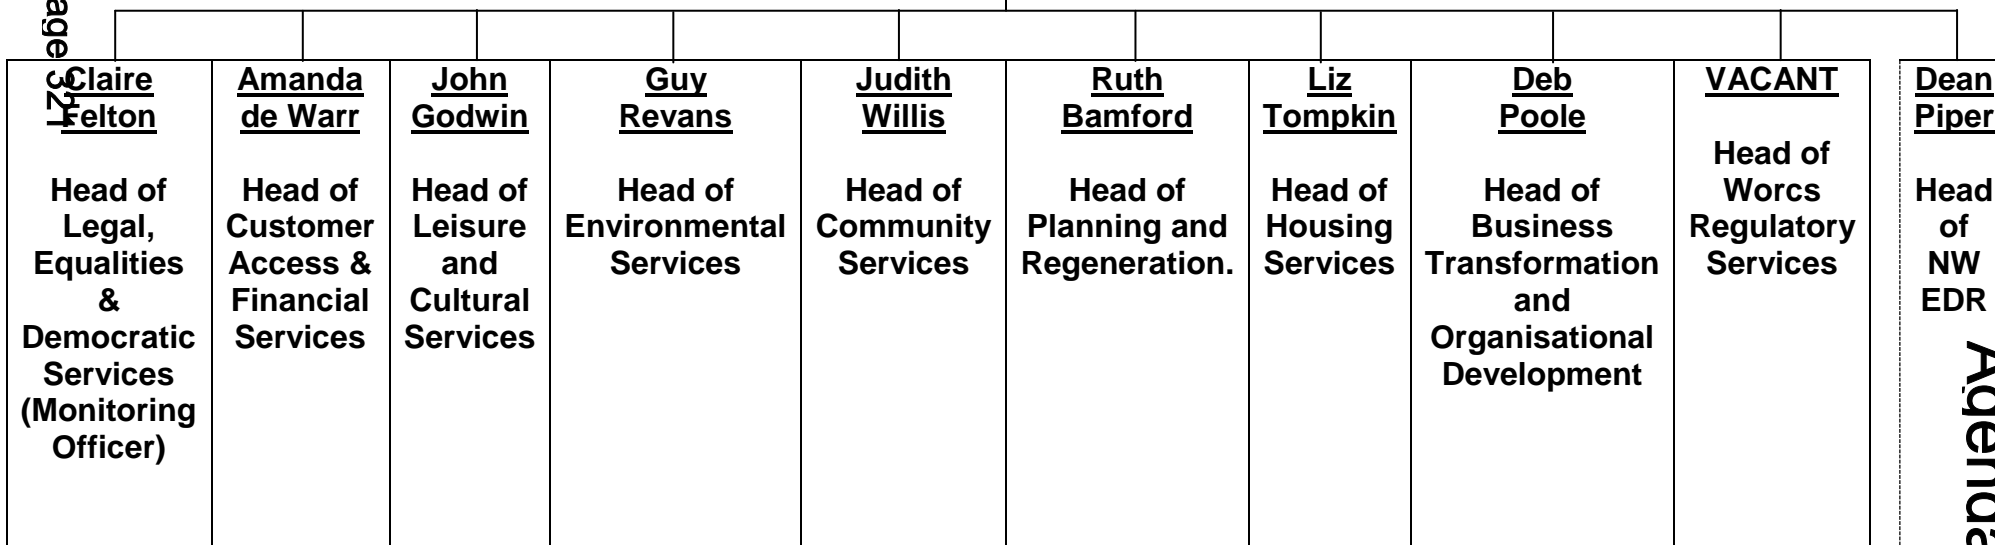 age 321
Claire
Felton
Head of
Legal,
Equalities
&
Democratic
Services
(Monitoring
Officer)
Amanda
de Warr
Head of
Customer
Access &
Financial
Services
John
Godwin
Head of
Leisure
and
Cultural
Services
Guy
Revans
Head of
Environmental
Services
Judith
Willis
Head of
Community
Services
Ruth
Bamford
Head of
Planning and
Regeneration.
Liz
Tompkin
Head of
Housing
Services
Deb
Poole
Head of
Business
Transformation
and
Organisational
Development
VACANT
Head of
Worcs
Regulatory
Services
Dean
Piper
Head
of
NW
EDR
Agenda